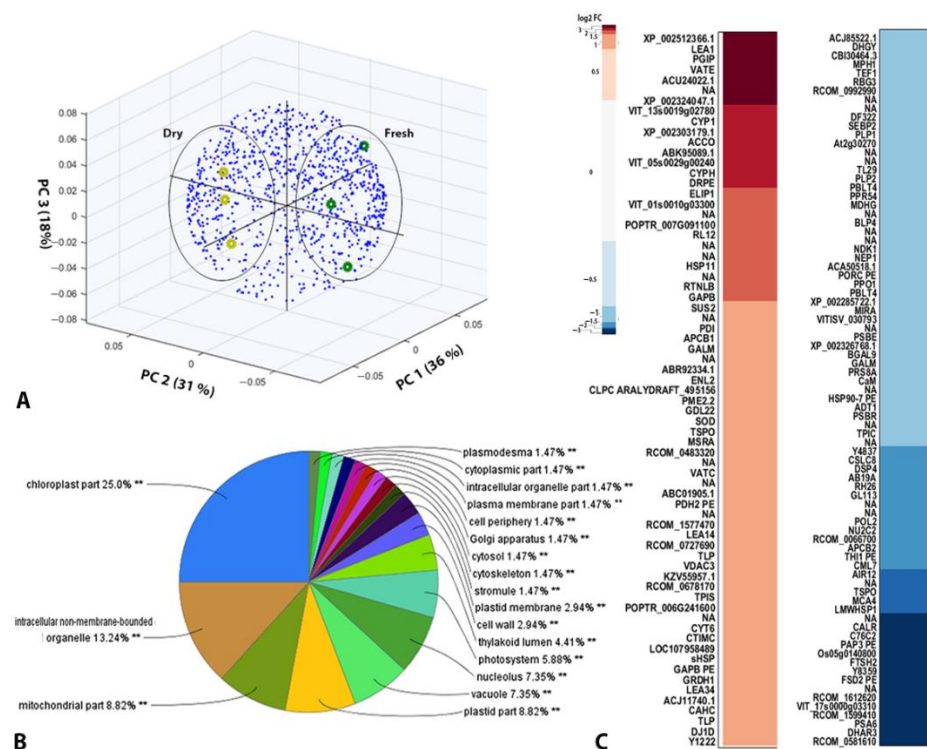 0.08
0.06
0.04
0.02
0
−0.02
−0.04
−0.06
−0.08
PC 3 (18%)
Dry
Fresh
0.05
0
−0.05
PC 2 (31 %)
−0.05
0
0.05
PC 1 (36 %)
A
chloroplast part 25.0% **
intracellular non-membrane-bounded
organelle 13.24% **
mitochondrial part 8.82% **
plasmodesma 1.47% **
cytoplasmic part 1.47% **
intracellular organelle part 1.47% **
plasma membrane part 1.47% **
cell periphery 1.47% **
Golgi apparatus 1.47% **
cytosol 1.47% **
cytoskeleton 1.47% **
stromule 1.47% **
plastid membrane 2.94% **
cell wall 2.94% **
thylakoid lumen 4.41% **
photosystem 5.88% **
nucleolus 7.35% **
vacuole 7.35% **
plastid part 8.82% **
B
log2 FC
3
2
1.5
1
0.5
0
−0.5
−1
−1.5
−2
−3
XP_002512366.1
LEA1
PGIP
VATE
ACU24022.1
NA
XP_002324047.1
VIT_13s0019g02780
CYP1
XP_002303179.1
ACCO
ABK95089.1
VIT_05s0029g00240
CYPH
DRPE
ELIP1
VIT_01s0010g03300
NA
POPTR_007G091100
RL12
NA
NA
HSP11
NA
RTNLB
GAPB
SUS2
NA
PDI
APCB1
GALM
NA
ABR92334.1
ENL2
CLPC ARALYDRAFT_495156
PME2.2
GDL22
SOD
TSPO
MSRA
RCOM_0483320
NA
VATC
NA
ABC01905.1
PDH2 PE
NA
RCOM_1577470
LEA14
RCOM_0727690
TLP
VDAC3
KZV55957.1
RCOM_0678170
TPIS
POPTR_006G241600
NA
CYT6
CTIMC
LOC107958489
sHSP
GAPB PE
GRDH1
LEA34
ACJ11740.1
CAHC
TLP
DJ1D
Y1222
ACJ85522.1
DHGY
CBI30464.3
MPH1
TEF1
RBG3
RCOM_0992990
NA
NA
DF322
SEBP2
PLP1
At2g30270
NA
NA
TL29
PLP2
PBLT4
PPR54
MDHG
NA
BLP4
NA
NA
NDK1
NEP1
ACA50518.1
PORC PE
PPO1
PBLT4
XP_002285722.1
MIRA
VITISV_030793
NA
PSBE
XP_002326768.1
BGAL9
GALM
PRS8A
CaM
NA
HSP90-7 PE
ADT1
PSBR
NA
TPIC
NA
Y4837
CSLC8
DSP4
AB19A
RH26
GL113
NA
NA
POL2
NU2C2
RCOM_0066700
APCB2
THI1 PE
CML7
AIR12
NA
TSPO
MCA4
LMWHSP1
NA
CALR
C76C2
PAP3 PE
Os05g0140800
FTSH2
Y8359
FSD2 PE
NA
RCOM_1612620
VIT_17s0000g03310
RCOM_1599410
PSA6
DHAR3
RCOM_0581610
C